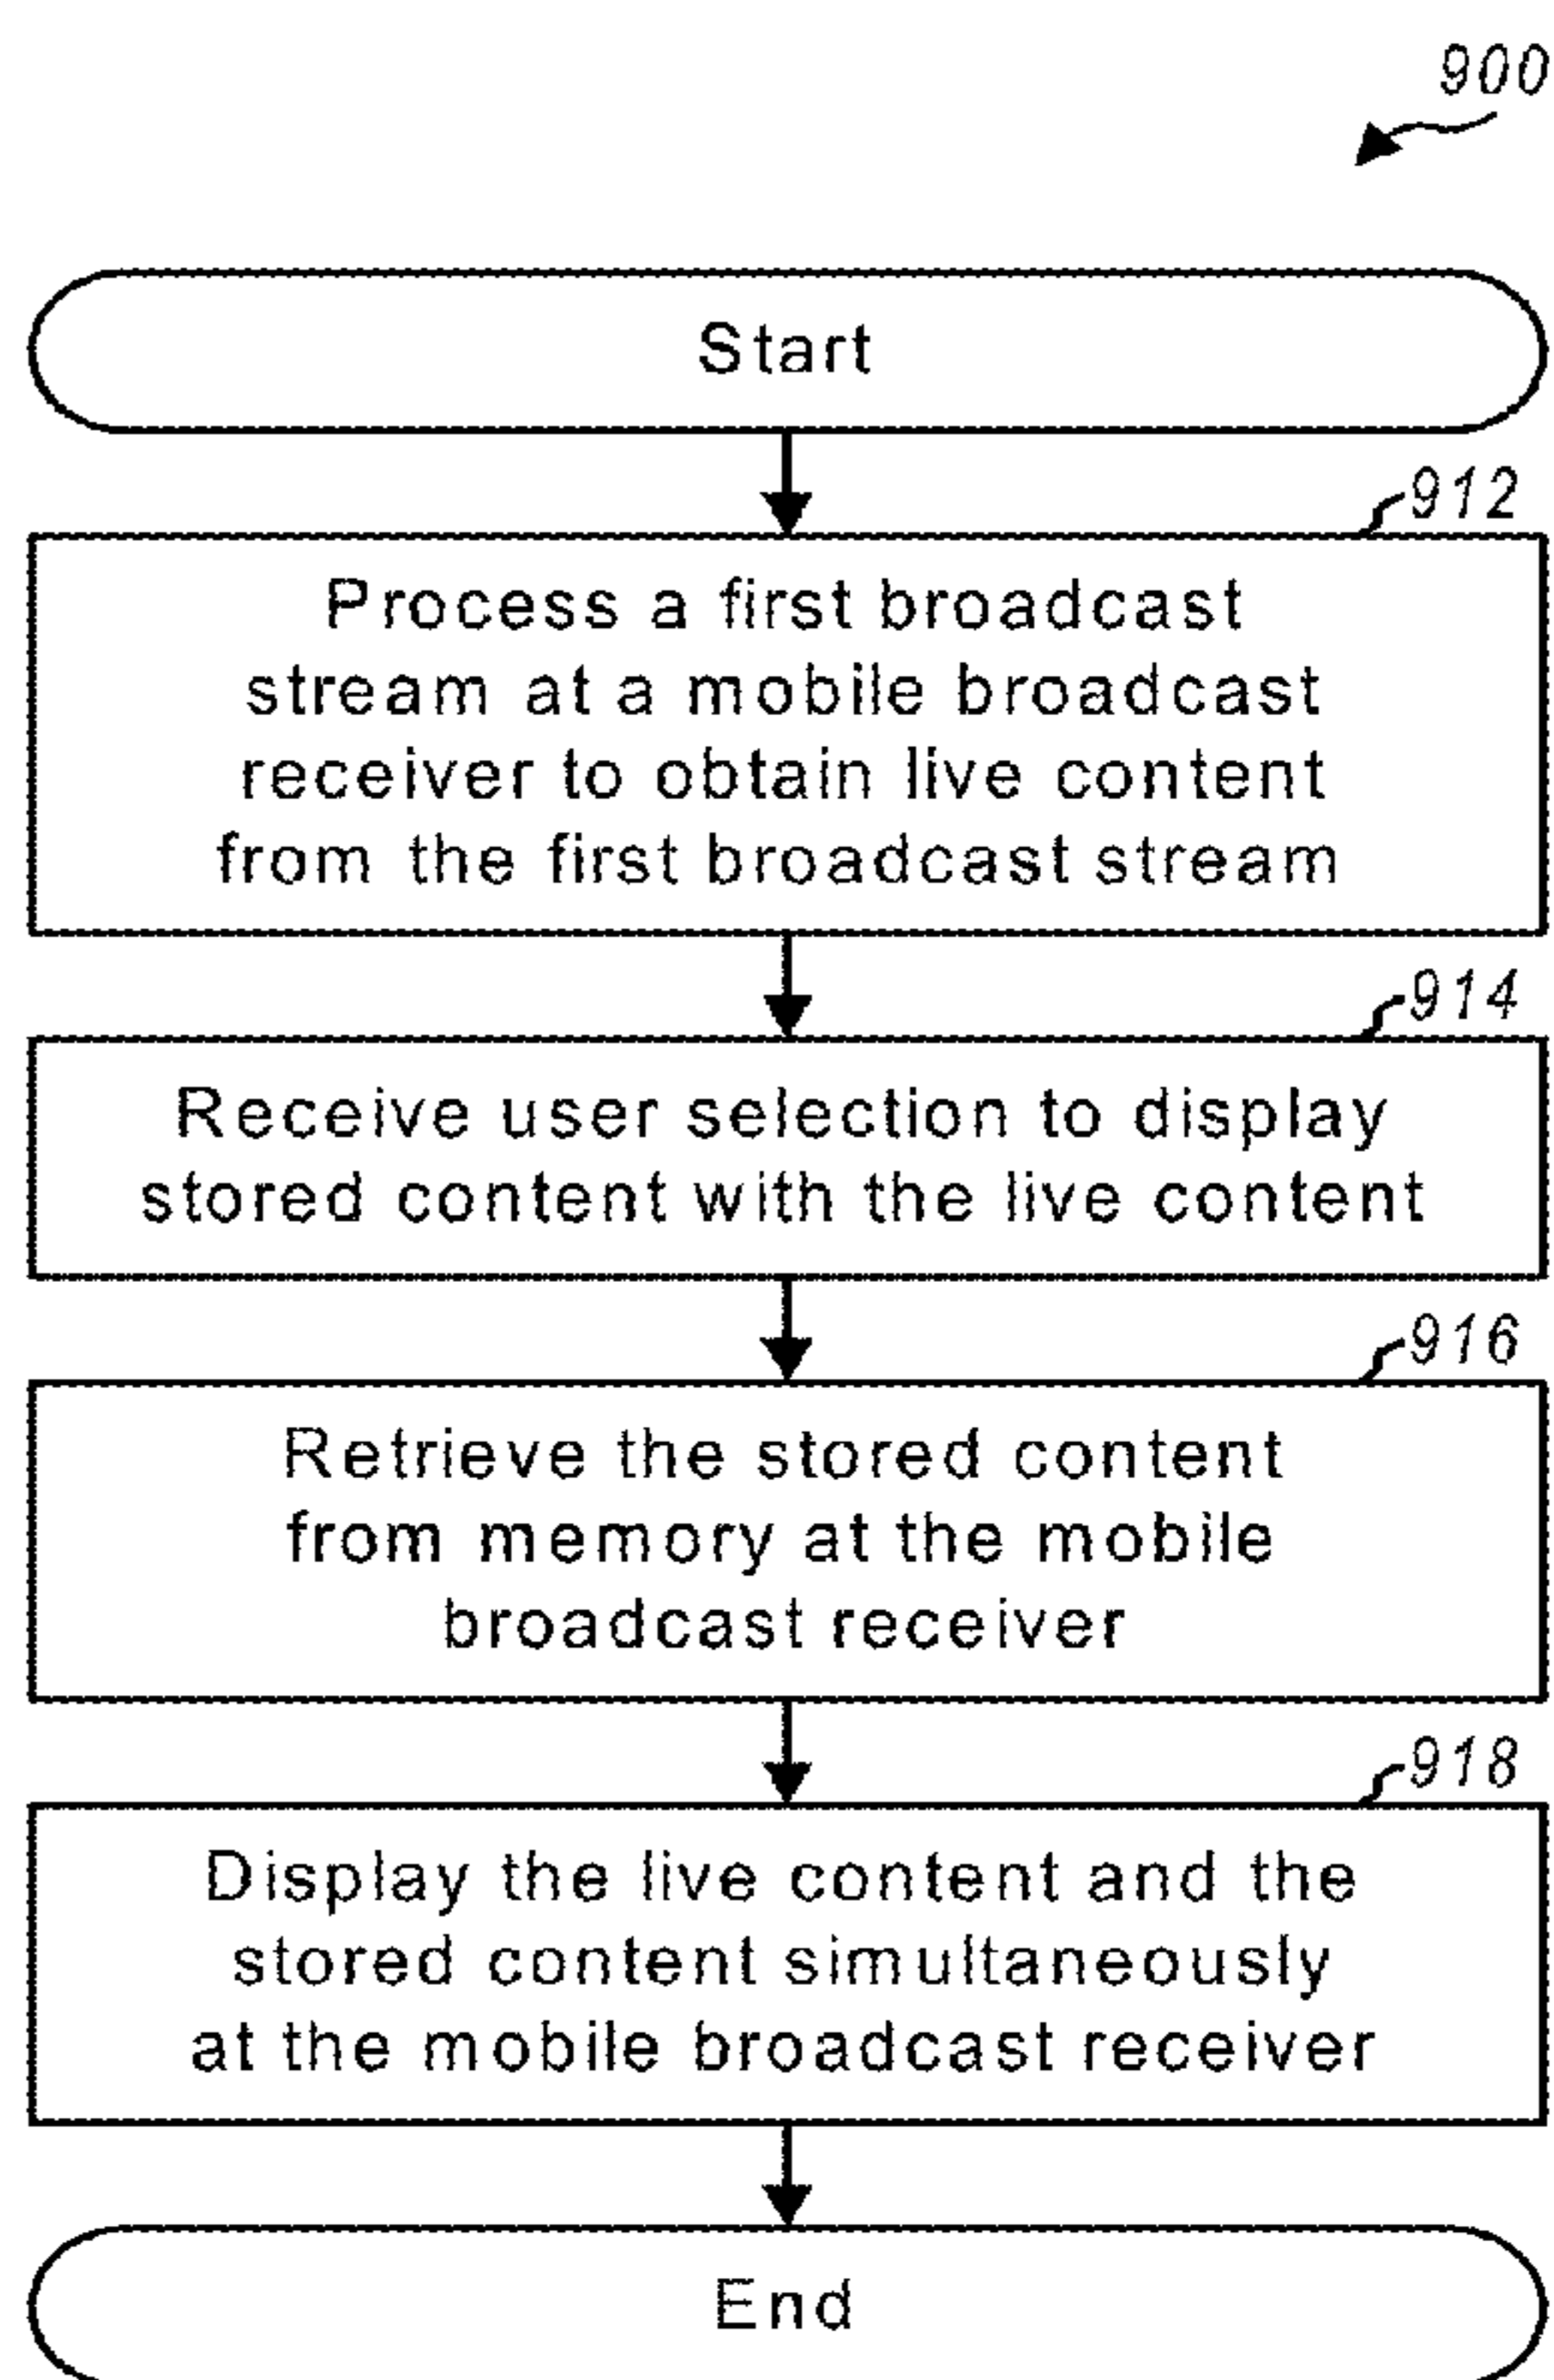 900
Start
912
Process a first broadcast
stream at a mobile broadcast
receiver to obtain live content
from the first broadcast stream
914
Receive user selection to display
stored content with the live content
916
Retrieve the stored content
from memory at the mobile
broadcast receiver
918
Display the live content and the
stored content simultaneously
at the mobile broadcast receiver
End